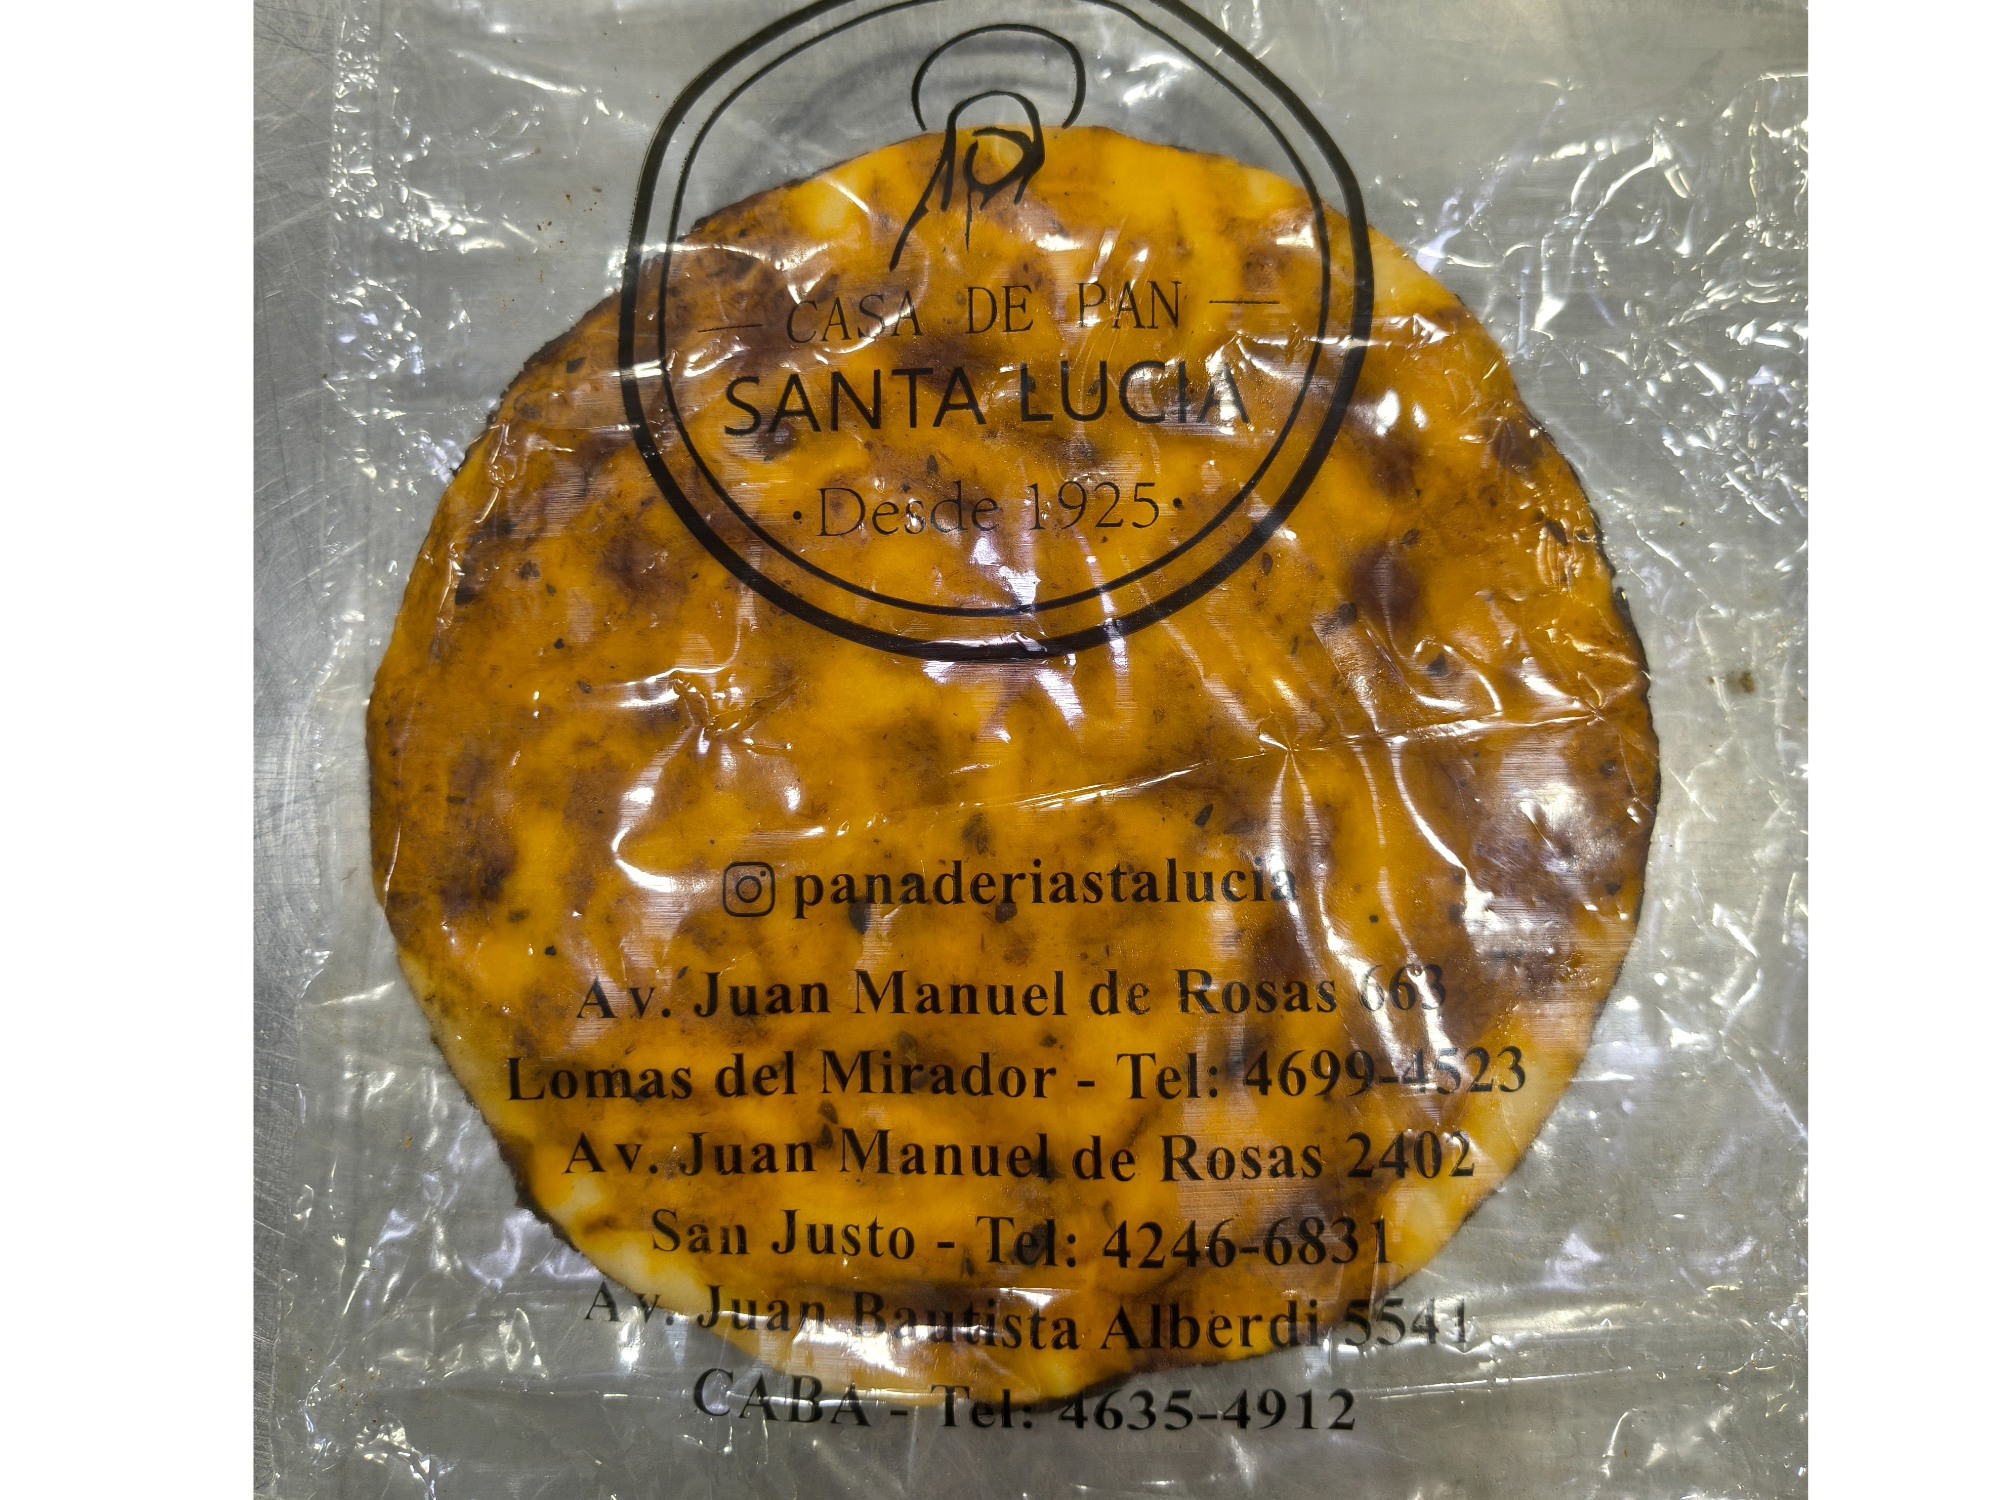 — CASA DE PAN —
SANTA LUCIA
·Desde 1925·
panaderiastalucia
Av. Juan Manuel de Rosas 663
Lomas del Mirador - Tel: 4699-4523
Av. Juan Manuel de Rosas 2402
San Justo - Tel: 4246-6831
Av. Juan Bautista Alberdi 5541
CABA - Tel: 4635-4912